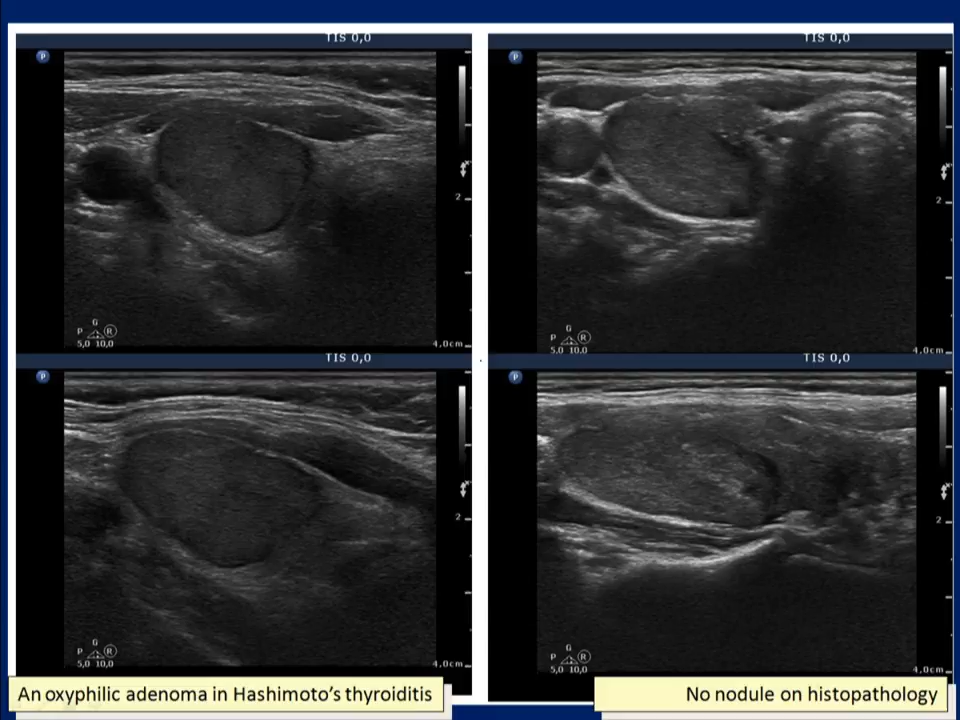 TIS 0,0
TIS 0,0
P
P
2
2
G
P R
5,0 10,0
4.0cm
G
P R
5.0 10.0
4.0cm
TIS 0,0
TIS 0,0
P
P
2
2
G
P R
5,0 10,0
4.0cm
G
P R
5.0 10.0
4.0cm
An oxyphilic adenoma in Hashimoto's thyroiditis
No nodule on histopathology